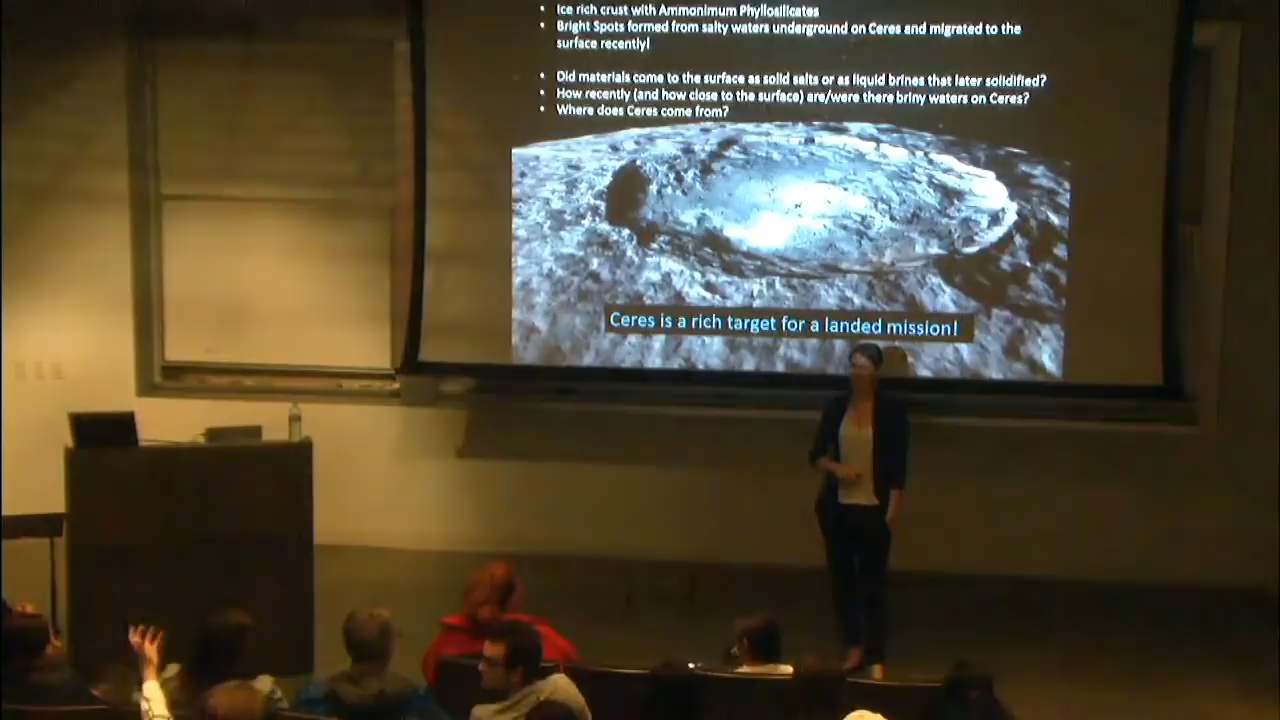 • Ice rich crust with Ammonimum Phyllosilicates
• Bright Spots formed from salty waters underground on Ceres and migrated to the
surface recently!
• Did materials come to the surface as solid salts or as liquid brines that later solidified?
• How recently (and how close to the surface) are/were there briny waters on Ceres?
• Where does Ceres come from?
Ceres is a rich target for a landed mission!